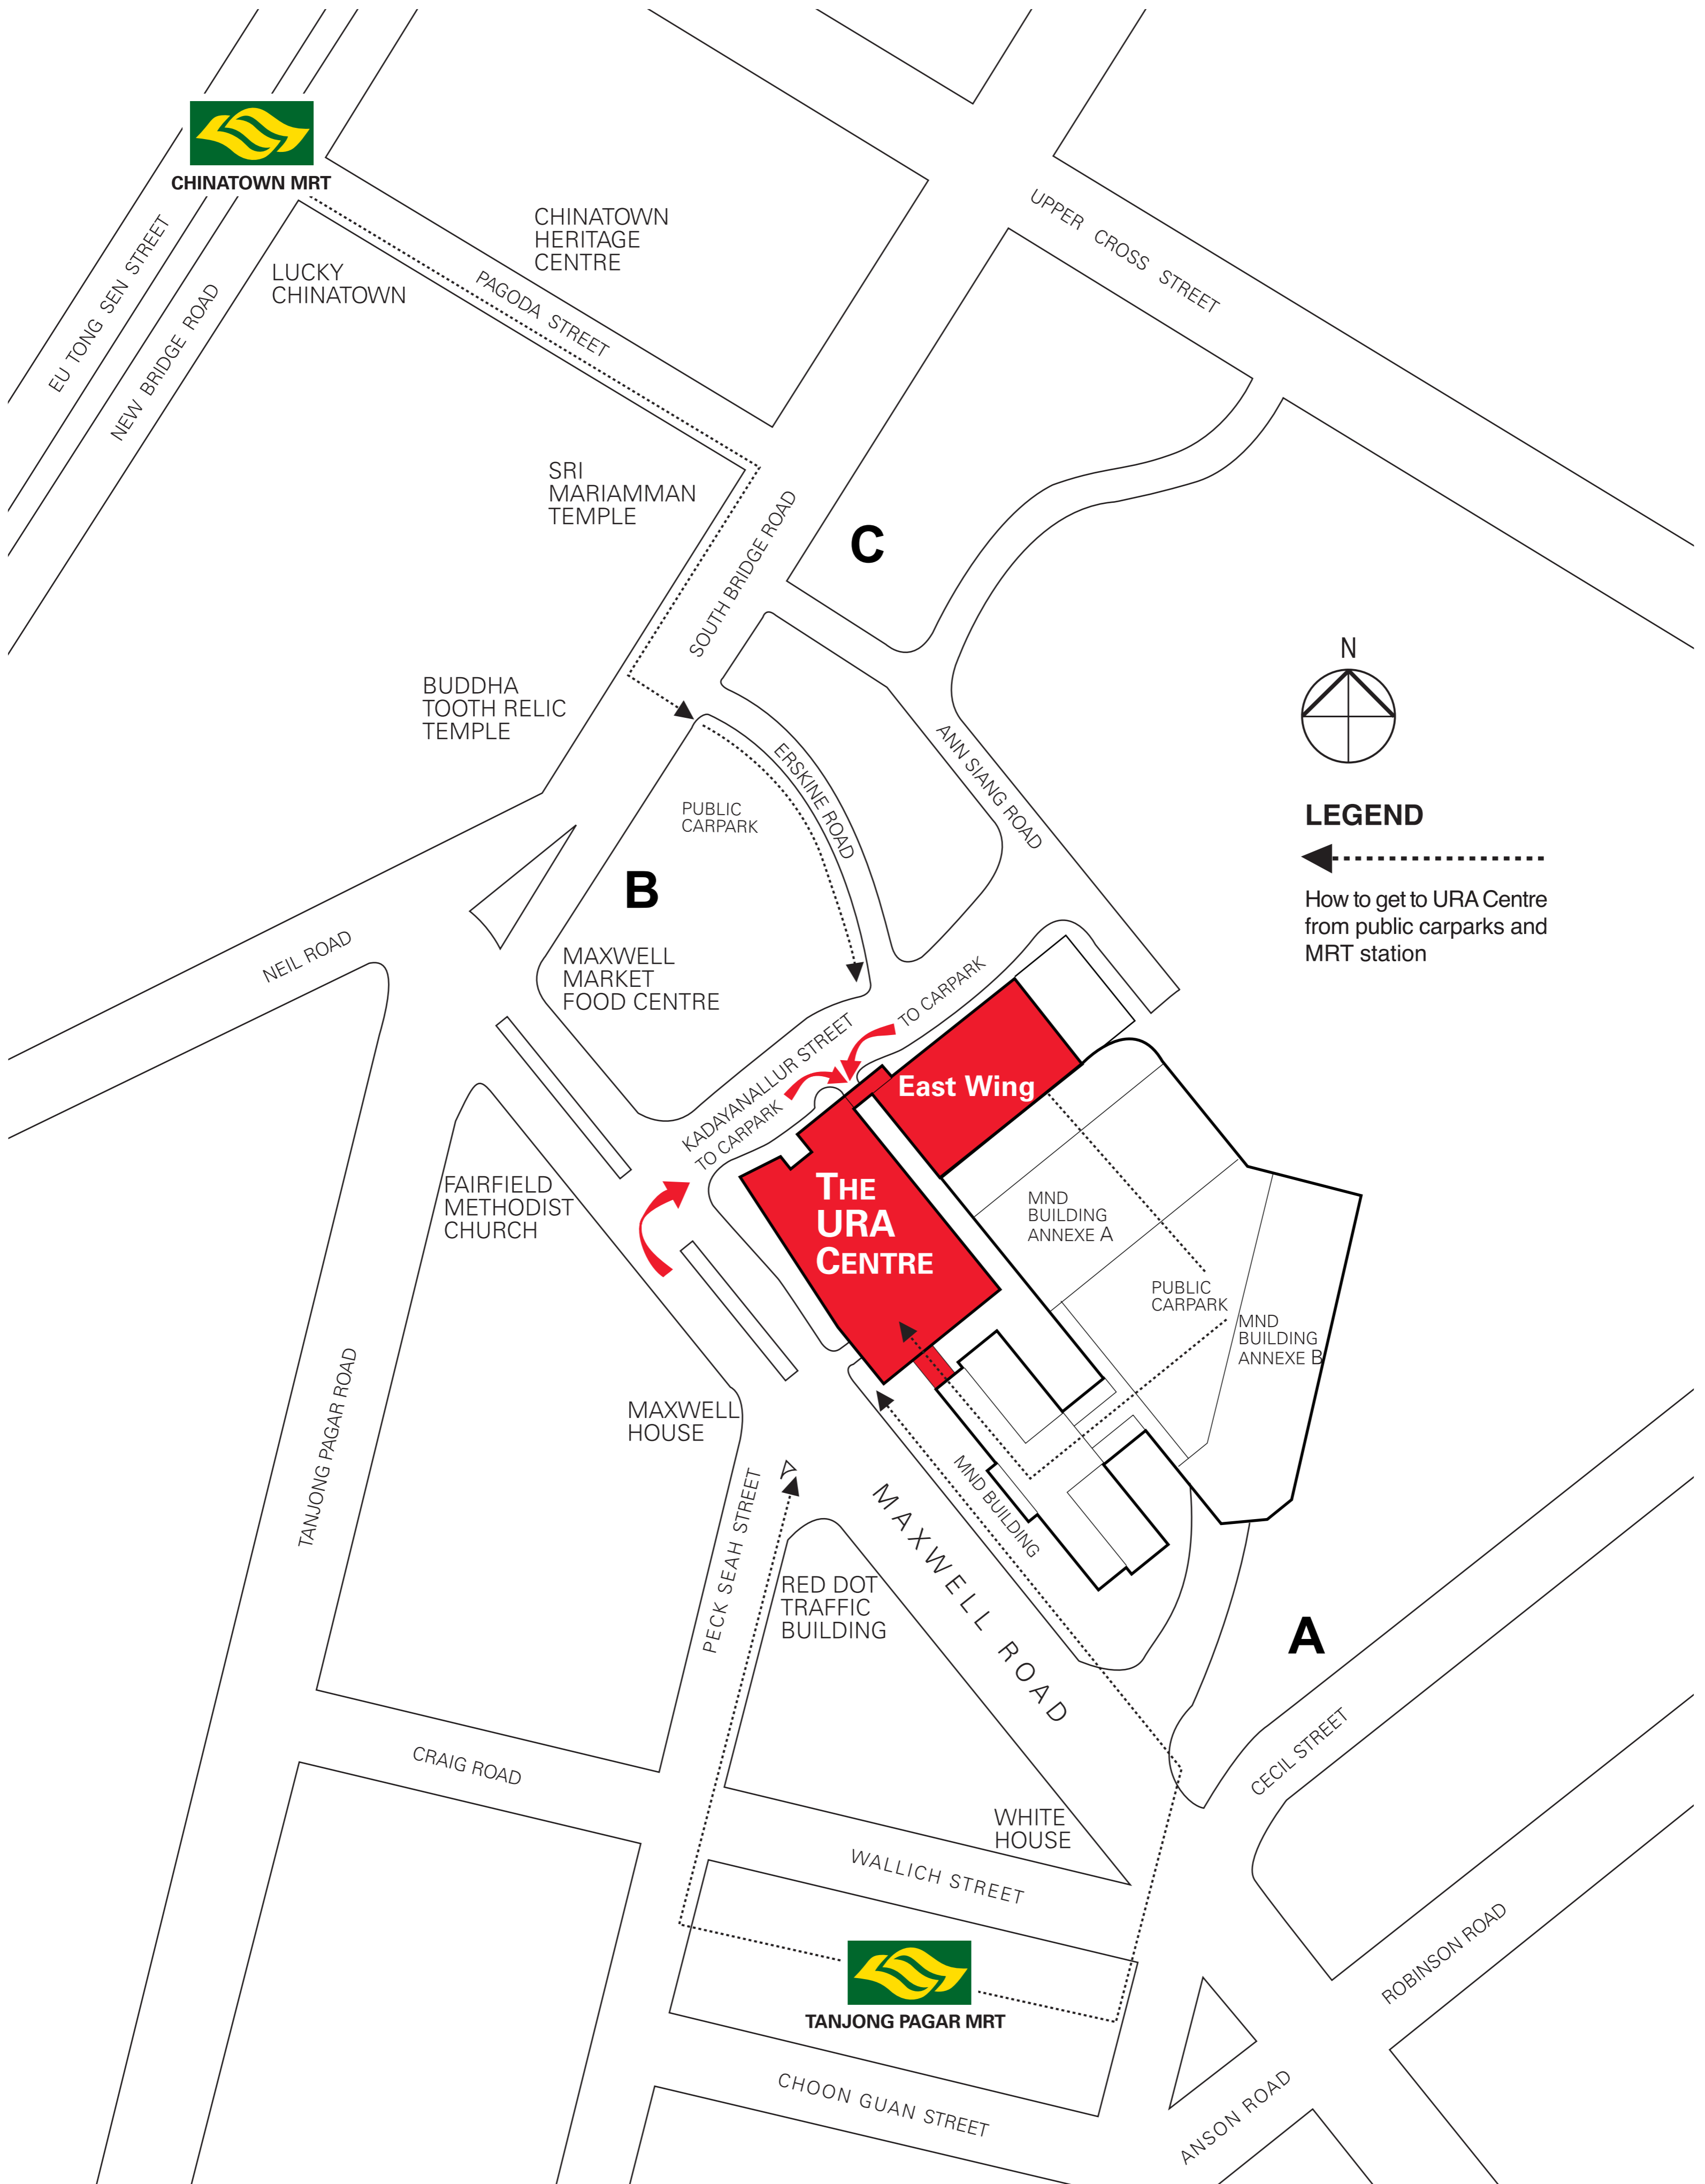 CHINATOWN MRT
EU TONG SEN STREET
NEW BRIDGE ROAD
LUCKY
CHINATOWN
CHINATOWN
HERITAGE
CENTRE
PAGODA STREET
UPPER CROSS STREET
SRI
MARIAMMAN
TEMPLE
SOUTH BRIDGE ROAD
C
BUDDHA
TOOTH RELIC
TEMPLE
N
LEGEND
How to get to URA Centre
from public carparks and
MRT station
ANN SIANG ROAD
ERSKINE ROAD
PUBLIC
CARPARK
B
NEIL ROAD
MAXWELL
MARKET
FOOD CENTRE
TO CARPARK
KADAYANALLUR STREET
TO CARPARK
East Wing
THE
URA
CENTRE
FAIRFIELD
METHODIST
CHURCH
MND
BUILDING
ANNEXE A
PUBLIC
CARPARK
MND
BUILDING
ANNEXE B
TANJONG PAGAR ROAD
MAXWELL
HOUSE
MND BUILDING
PECK SEAH STREET
MAXWELL ROAD
RED DOT
TRAFFIC
BUILDING
A
CECIL STREET
CRAIG ROAD
WHITE
HOUSE
WALLICH STREET
ROBINSON ROAD
TANJONG PAGAR MRT
CHOON GUAN STREET
ANSON ROAD